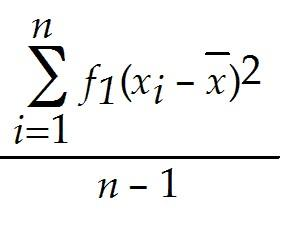 n
∑ f1(xi − x̄)2
i=1
n − 1